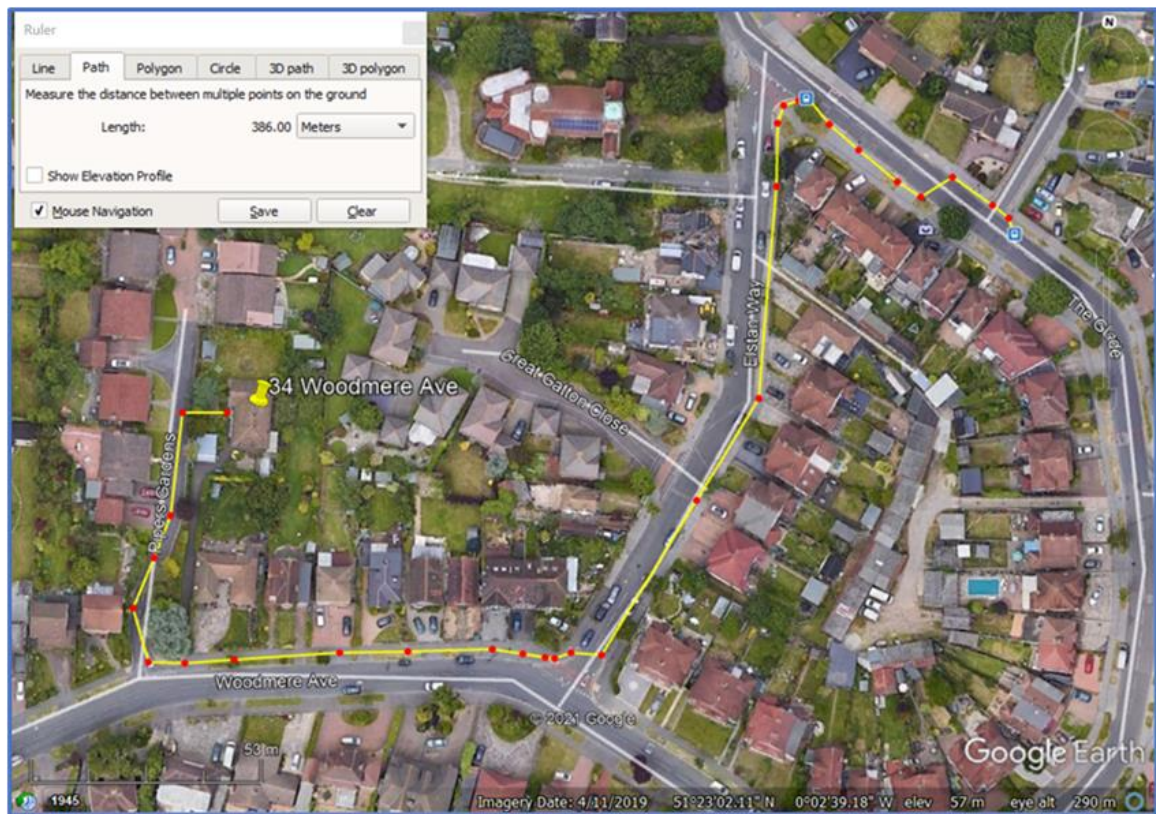 Ruler
Line Path Polygon Circle 3D path 3D polygon
Measure the distance between multiple points on the ground
Length: 386.00 Meters
Show Elevation Profile
Mouse Navigation Save Clear
N
The Glade
Elstan Way
Great Gatton Close
34 Woodmere Ave
Pipers Gardens
Woodmere Ave
© 2021 Google
53 m
Google Earth
1945 Imagery Date: 4/11/2019 51°23'02.11" N 0°02'39.18" W elev 57 m eye alt 290 m